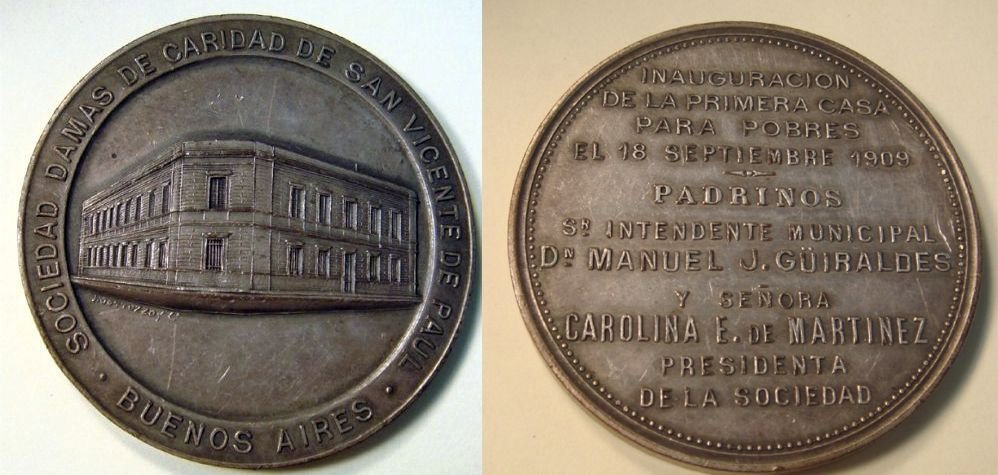 SOCIEDAD DAMAS DE CARIDAD DE SAN VICENTE DE PAUL
· BUENOS AIRES ·
INAUGURACION
DE LA PRIMERA CASA
PARA POBRES
EL 18 SEPTIEMBRE 1909
PADRINOS
SR INTENDENTE MUNICIPAL
DN MANUEL J. GÜIRALDES
Y SEÑORA
CAROLINA E. DE MARTINEZ
PRESIDENTA
DE LA SOCIEDAD